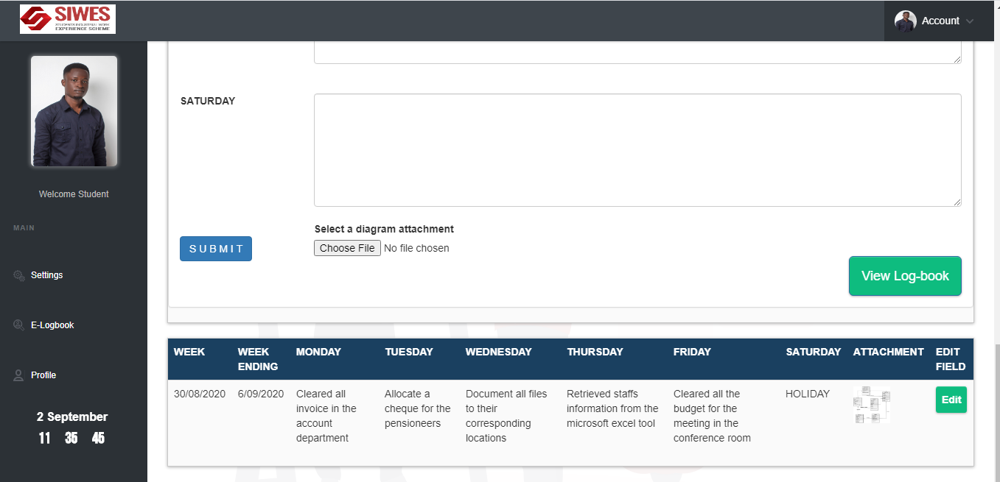 SIWES
STUDENTS INDUSTRIAL WORK
EXPERIENCE SCHEME
Account
Welcome Student
MAIN
Settings
E-Logbook
Profile
2 September
11 35 45
SATURDAY
Select a diagram attachment
Choose File No file chosen
SUBMIT
View Log-book
WEEK WEEK ENDING MONDAY TUESDAY WEDNESDAY THURSDAY FRIDAY SATURDAY ATTACHMENT EDIT FIELD
30/08/2020
6/09/2020
Cleared all
invoice in the
account
department
Allocate a
cheque for the
pensioneers
Document all files
to their
corresponding
locations
Retrieved staffs
information from the
microsoft excel tool
Cleared all the
budget for the
meeting in the
conference room
HOLIDAY
Edit